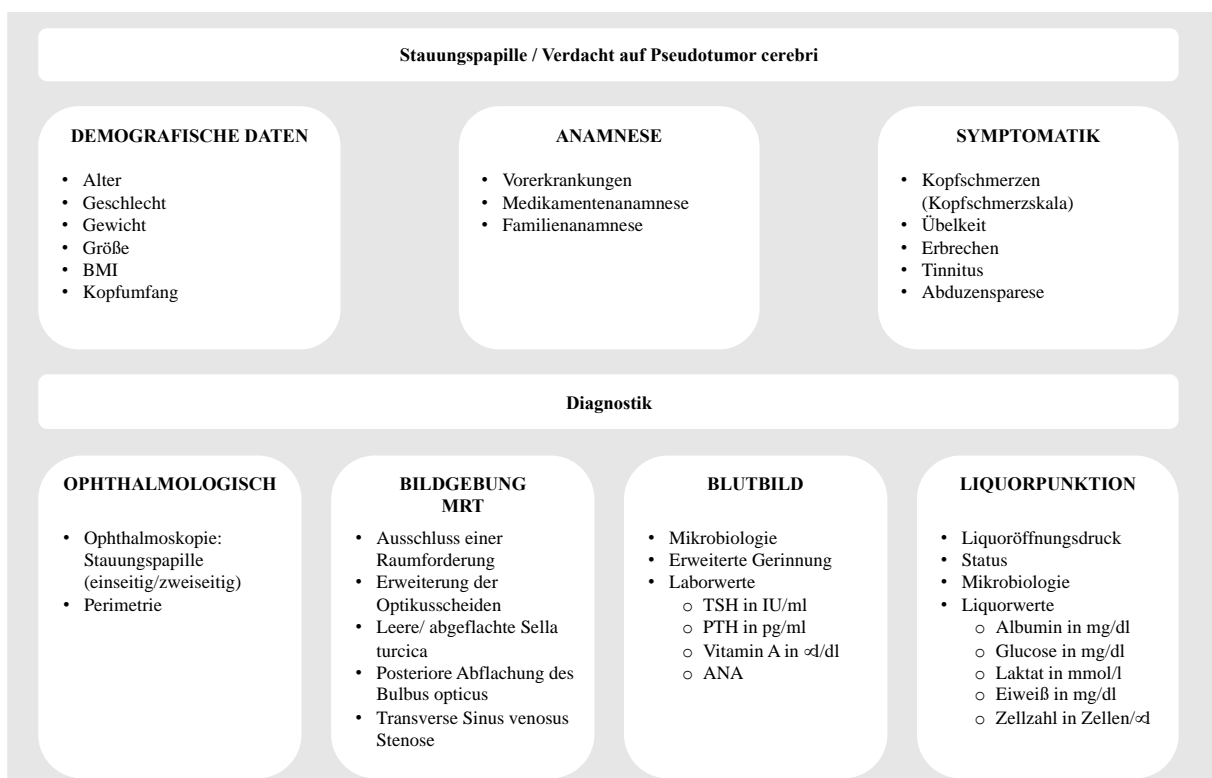 Stauungspapille / Verdacht auf Pseudotumor cerebri
DEMOGRAFISCHE DATEN
• Alter
• Geschlecht
• Gewicht
• Größe
• BMI
• Kopfumfang
ANAMNESE
• Vorerkrankungen
• Medikamentenanamnese
• Familienanamnese
SYMPTOMATIK
• Kopfschmerzen
(Kopfschmerzskala)
• Übelkeit
• Erbrechen
• Tinnitus
• Abduzensparese
Diagnostik
OPHTHALMOLOGISCH
• Ophthalmoskopie:
Stauungspapille
(einseitig/zweiseitig)
• Perimetrie
BILDGEBUNG
MRT
• Ausschluss einer
Raumforderung
• Erweiterung der
Optikusscheiden
• Leere/ abgeflachte Sella
turcica
• Posteriore Abflachung des
Bulbus opticus
• Transverse Sinus venosus
Stenose
BLUTBILD
• Mikrobiologie
• Erweiterte Gerinnung
• Laborwerte
o TSH in IU/ml
o PTH in pg/ml
o Vitamin A in ∝l/dl
o ANA
LIQUORPUNKTION
• Liquoröffnungsdruck
• Status
• Mikrobiologie
• Liquorwerte
o Albumin in mg/dl
o Glucose in mg/dl
o Laktat in mmol/l
o Eiweiß in mg/dl
o Zellzahl in Zellen/∝l